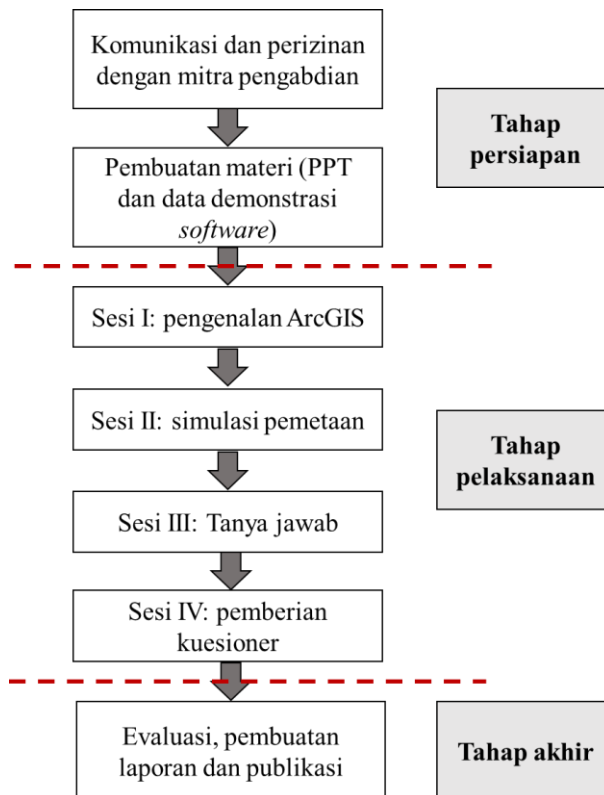 Komunikasi dan perizinan
dengan mitra pengabdian
Tahap
persiapan
Pembuatan materi (PPT
dan data demonstrasi
software)
Sesi I: pengenalan ArcGIS
Sesi II: simulasi pemetaan
Tahap
pelaksanaan
Sesi III: Tanya jawab
Sesi IV: pemberian
kuesioner
Evaluasi, pembuatan
laporan dan publikasi
Tahap akhir